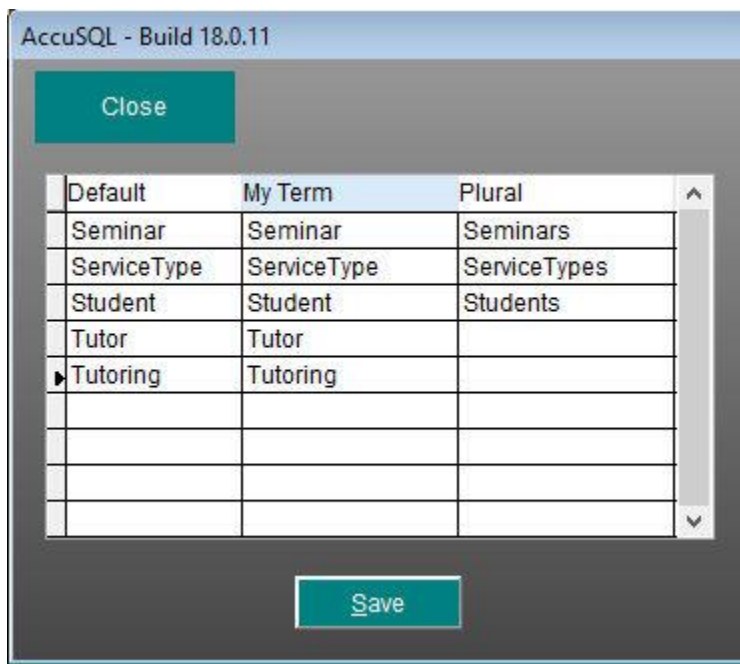 AccuSQL - Build 18.0.11
Close
Default My Term Plural
Seminar Seminar Seminars
ServiceType ServiceType ServiceTypes
Student Student Students
Tutor Tutor
Tutoring Tutoring
Save